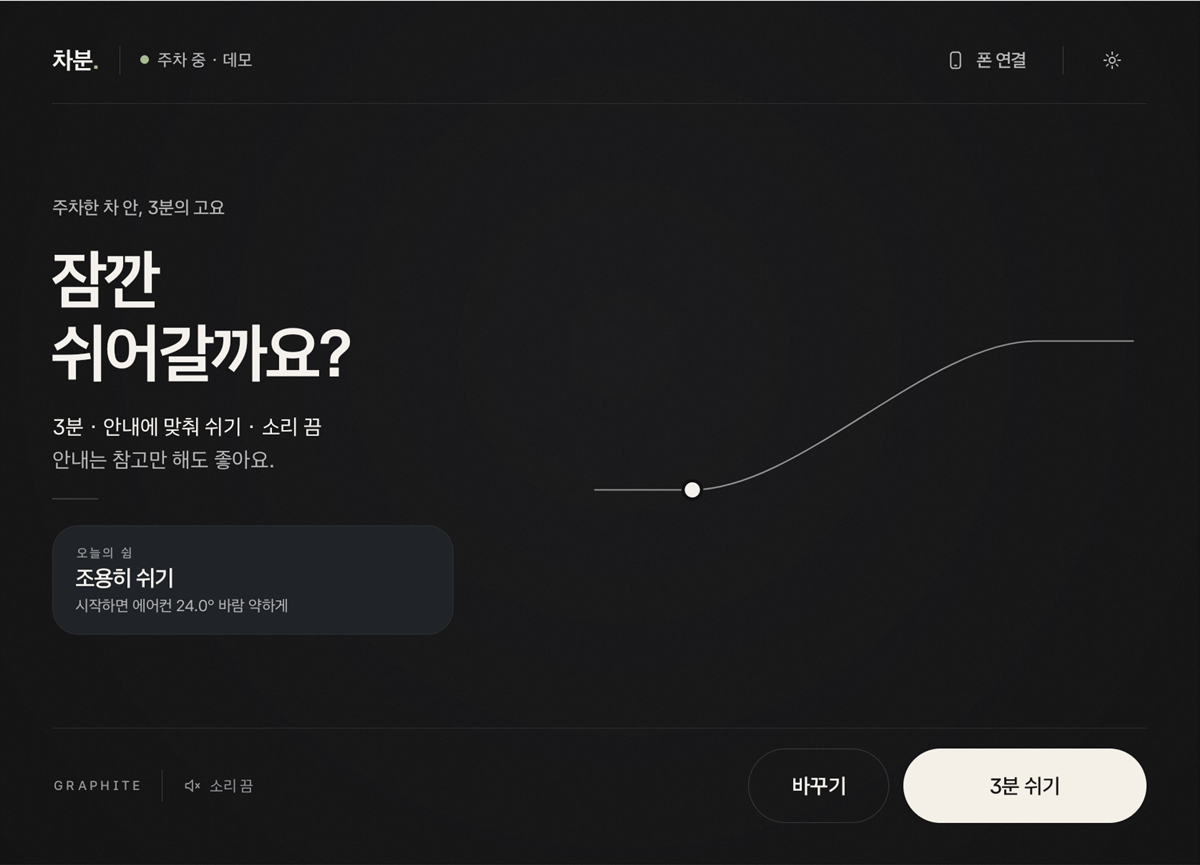 차분.
주차 중 · 데모
폰 연결
주차한 차 안, 3분의 고요
잠깐
쉬어갈까요?
3분 · 안내에 맞춰 쉬기 · 소리 끔
안내는 참고만 해도 좋아요.
오늘의 쉼
조용히 쉬기
시작하면 에어컨 24.0° 바람 약하게
GRAPHITE
소리 끔
바꾸기
3분 쉬기